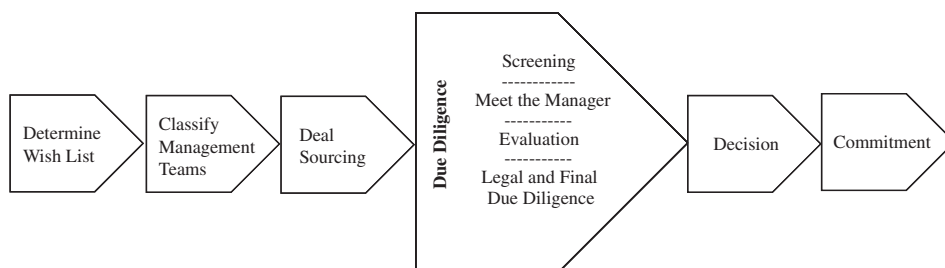 Determine
Wish List
Classify
Management
Teams
Deal
Sourcing
Due Diligence
Screening
------------
Meet the Manager
-----------
Evaluation
-----------
Legal and Final
Due Diligence
Decision
Commitment